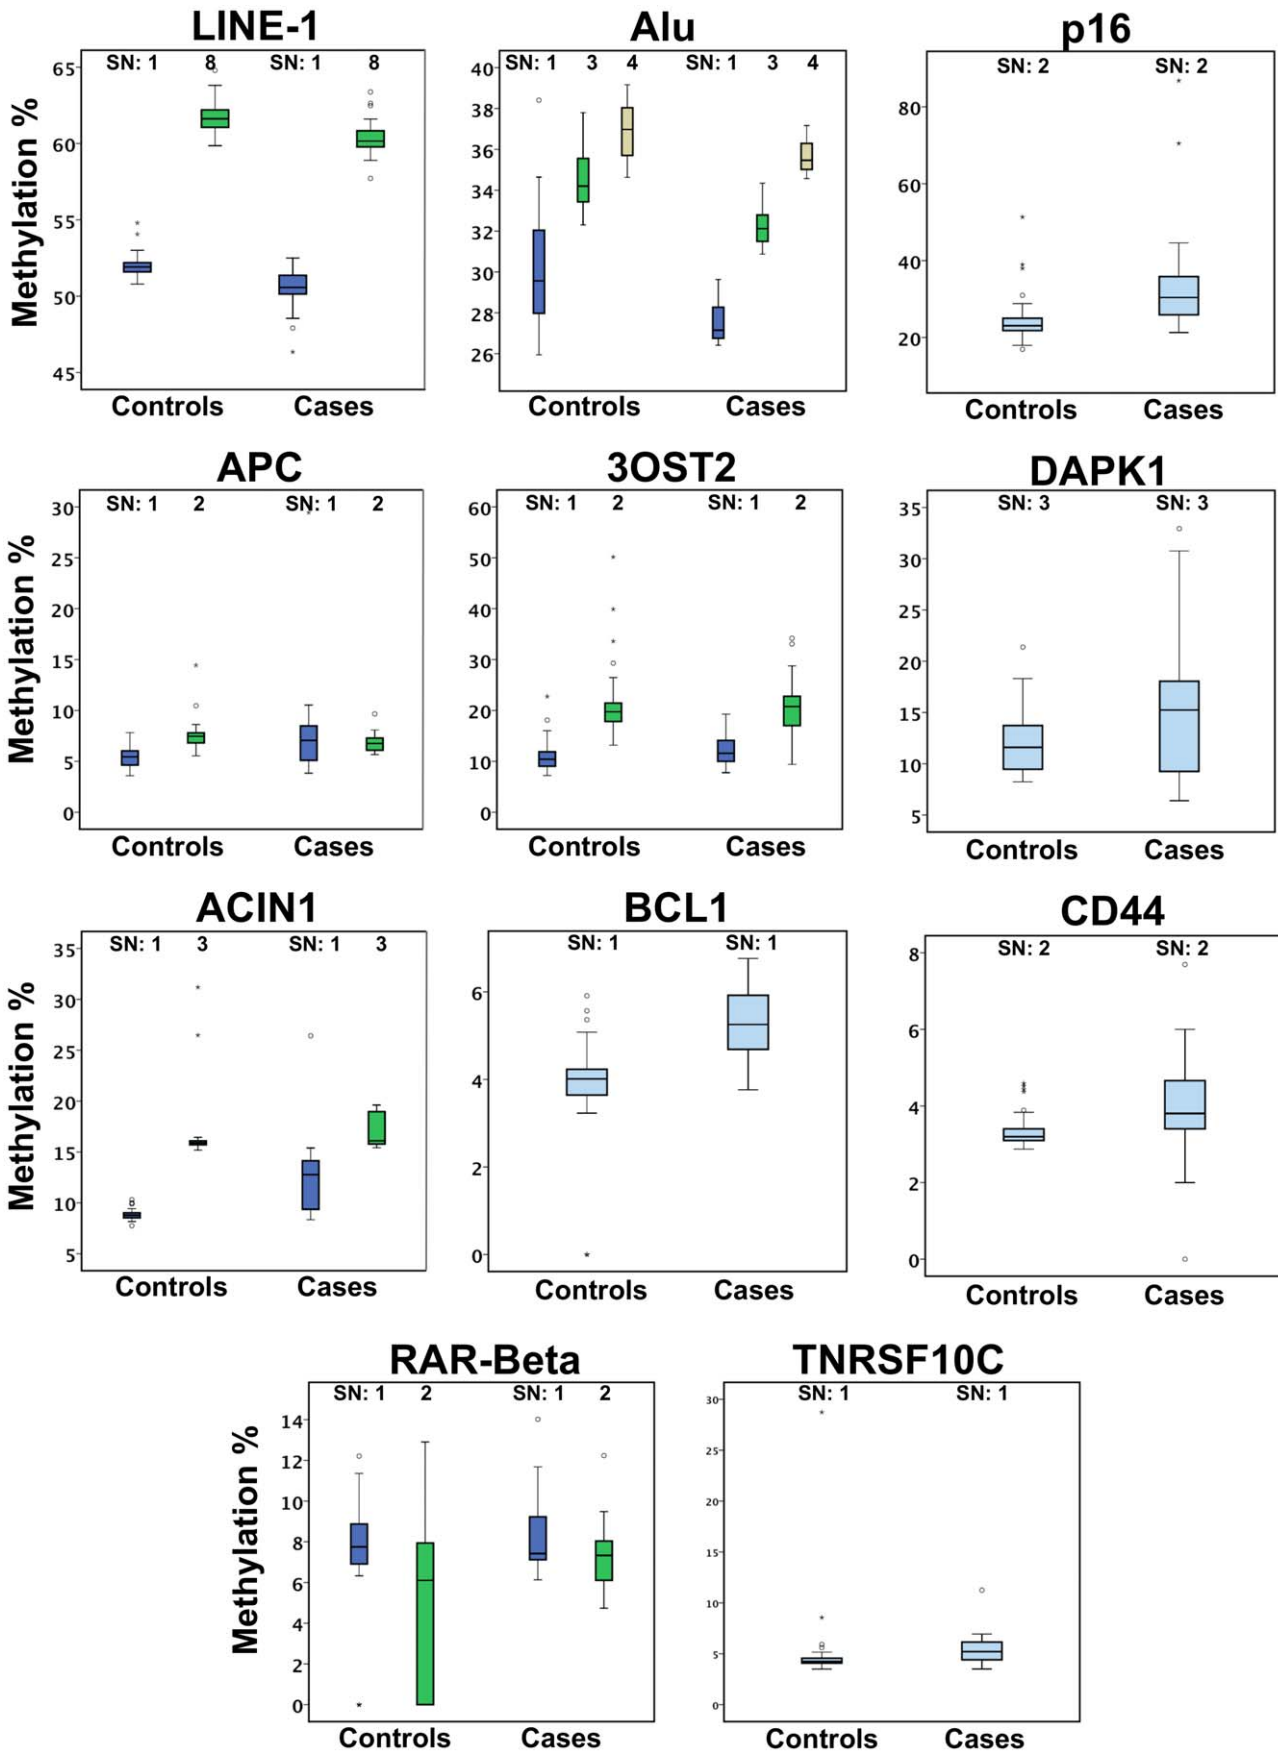 LINE-1
Alu
p16
SN: 1 8 SN: 1 8
SN: 1 3 4 SN: 1 3 4
SN: 2 SN: 2
Methylation %
65
60
55
50
45
40
38
36
34
32
30
28
26
80
60
40
20
Controls Cases
Controls Cases
Controls Cases
APC
3OST2
DAPK1
SN: 1 2 SN: 1 2
SN: 1 2 SN: 1 2
SN: 3 SN: 3
Methylation %
30
25
20
15
10
5
0
60
50
40
30
20
10
0
35
30
25
20
15
10
5
Controls Cases
Controls Cases
Controls Cases
ACIN1
BCL1
CD44
SN: 1 3 SN: 1 3
SN: 1 SN: 1
SN: 2 SN: 2
Methylation %
35
30
25
20
15
10
5
6
4
2
0
8
6
4
2
0
Controls Cases
Controls Cases
Controls Cases
RAR-Beta
TNRSF10C
SN: 1 2 SN: 1 2
SN: 1 SN: 1
Methylation %
14
12
10
8
6
4
2
0
30
25
20
15
10
5
0
Controls Cases
Controls Cases